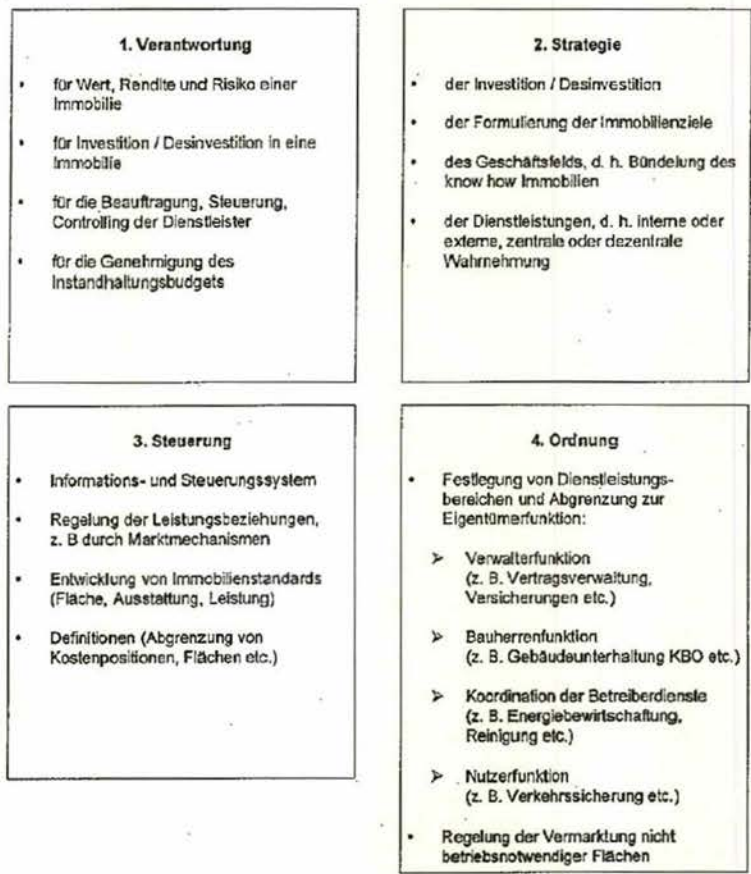 1. Verantwortung
• für Wert, Rendite und Risiko einer
Immobilie
• für Investition / Desinvestition in eine
Immobilie
• für die Beauftragung, Steuerung,
Controlling der Dienstleister
• für die Genehmigung des
Instandhaltungsbudgets
2. Strategie
• der Investition / Desinvestition
• der Formulierung der Immobilienziele
• des Geschäftsfelds, d. h. Bündelung des
know how Immobilien
• der Dienstleistungen, d. h. interne oder
externe, zentrale oder dezentrale
Wahrnehmung
3. Steuerung
• Informations- und Steuerungssystem
• Regelung der Leistungsbeziehungen,
z. B durch Marktmechanismen
• Entwicklung von Immobilienstandards
(Fläche, Ausstattung, Leistung)
• Definitionen (Abgrenzung von
Kostenpositionen, Flächen etc.)
4. Ordnung
• Festlegung von Dienstleistungs-
bereichen und Abgrenzung zur
Eigentümerfunktion:
➢ Verwalterfunktion
(z. B. Vertragsverwaltung,
Versicherungen etc.)
➢ Bauherrenfunktion
(z. B. Gebäudeunterhaltung KBO etc.)
➢ Koordination der Betreiberdienste
(z. B. Energiebewirtschaftung,
Reinigung etc.)
➢ Nutzerfunktion
(z. B. Verkehrssicherung etc.)
• Regelung der Vermarktung nicht
betriebsnotwendiger Flächen